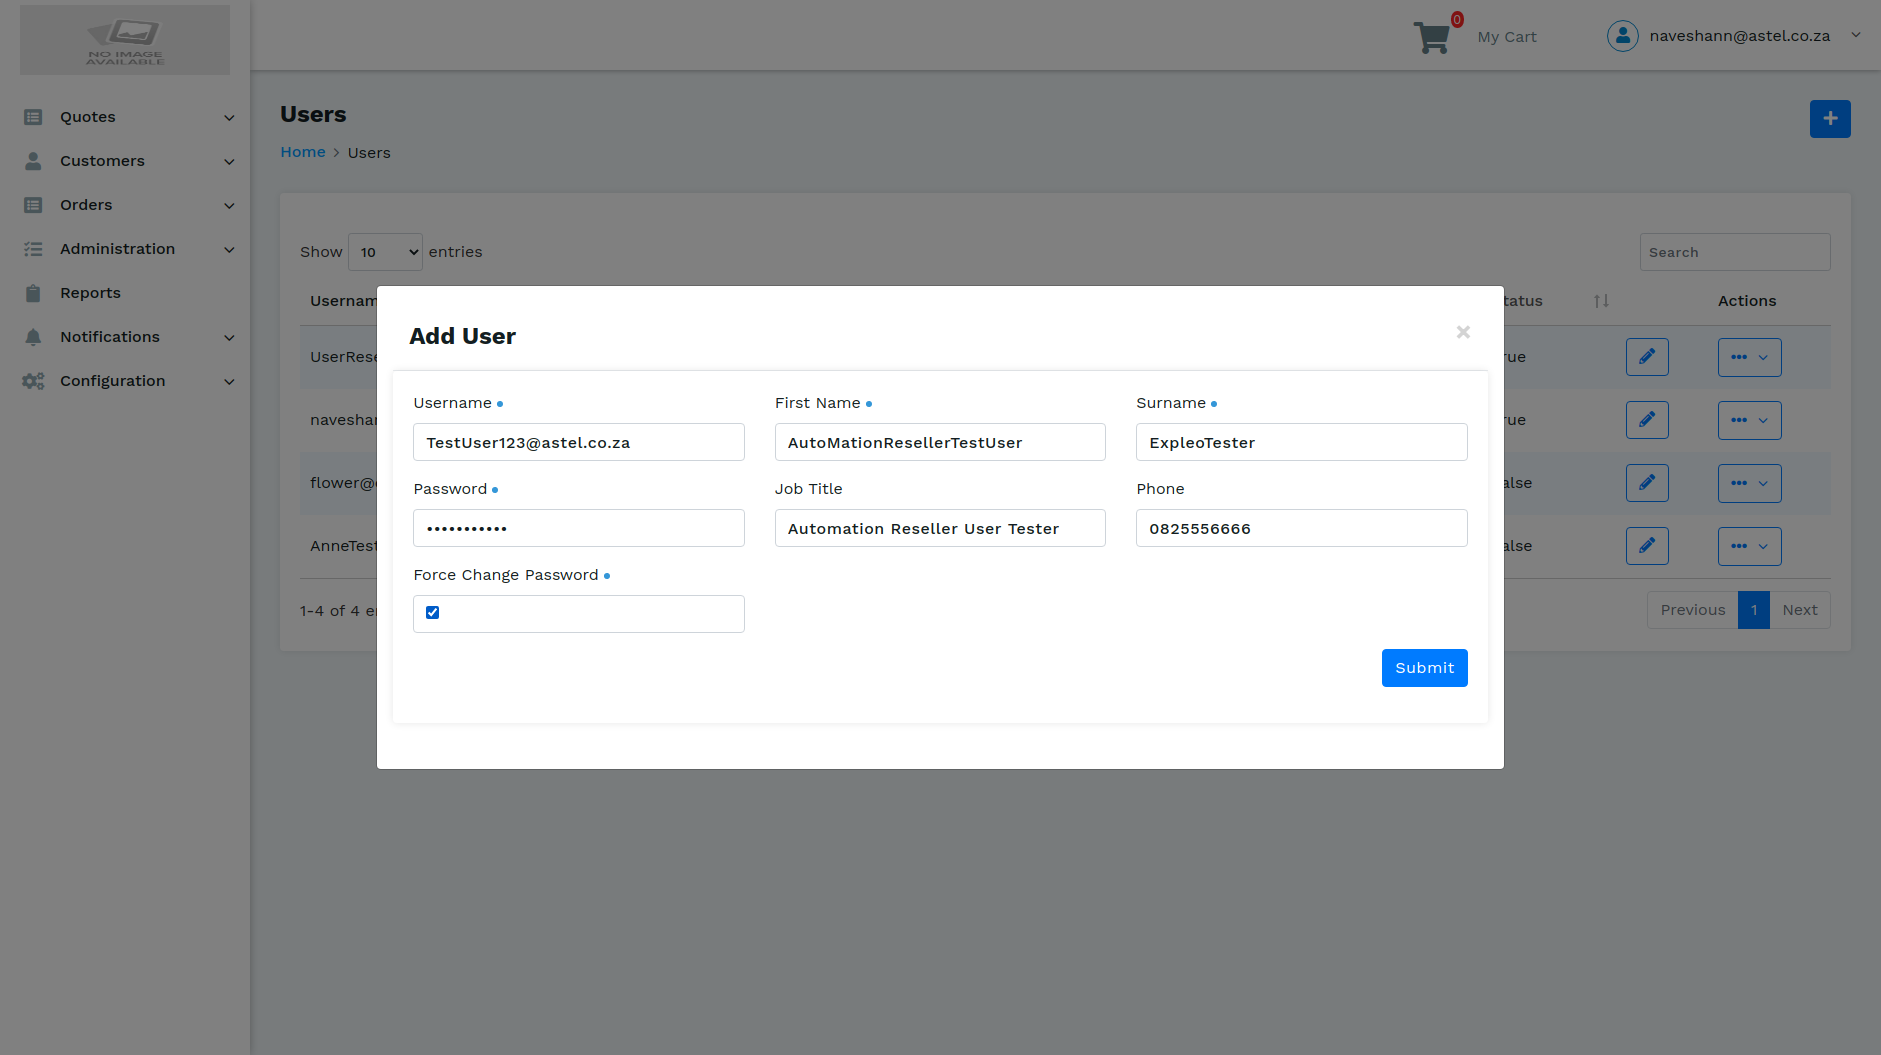 NO IMAGE
AVAILABLE
0
My Cart
naveshann@astel.co.za
Quotes
Customers
Orders
Administration
Reports
Notifications
Configuration
Users
Home > Users
Show 10 entries
Search
Usernam
tatus
Actions
UserRese
rue
naveshan
rue
flower@
alse
AnneTest
alse
1-4 of 4 e
Previous 1 Next
Add User
×
Username
First Name
Surname
TestUser123@astel.co.za
AutoMationResellerTestUser
ExpleoTester
Password
Job Title
Phone
•••••••••••
Automation Reseller User Tester
0825556666
Force Change Password
Submit